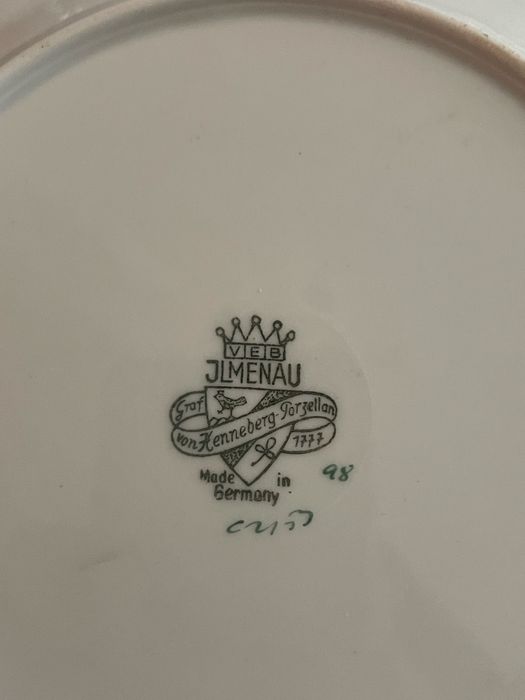 VEB
JLMENAU
Graf
von Henneberg-Porzellan
1777
Made in
Germany
98